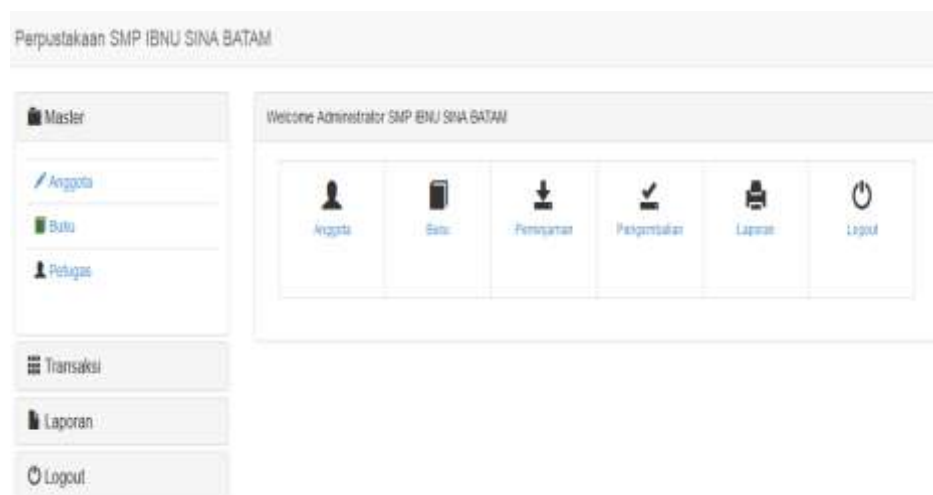 Perpustakaan SMP IBNU SINA BATAM
Master
Anggota
Buku
Petugas
Transaksi
Laporan
Logout
Welcome Administrator SMP IBNU SINA BATAM
Anggota Buku Peminjaman Pengembalian Laporan Logout